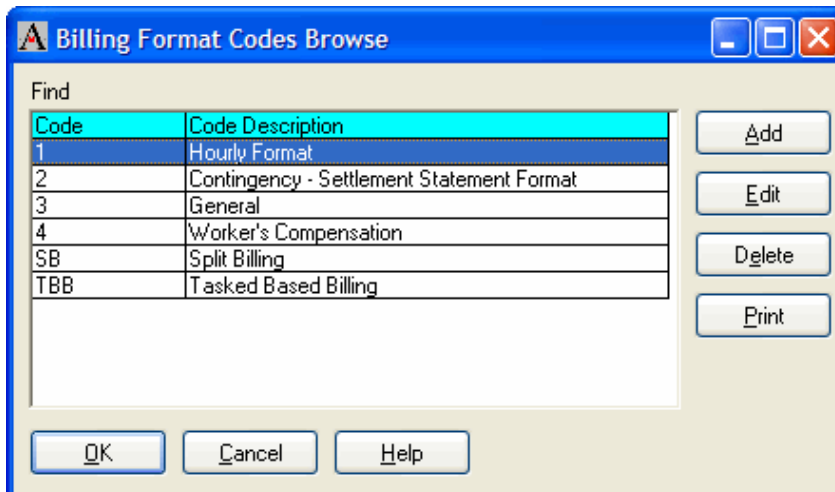 Billing Format Codes Browse
Find
Code Code Description
1 Hourly Format
2 Contingency - Settlement Statement Format
3 General
4 Worker's Compensation
SB Split Billing
TBB Tasked Based Billing
Add
Edit
Delete
Print
OK Cancel Help